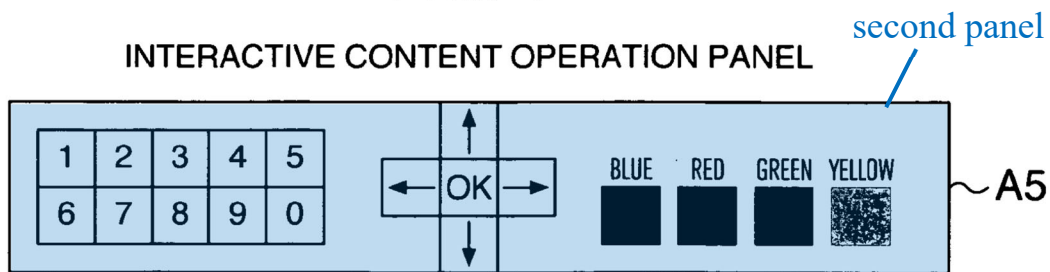 second panel
INTERACTIVE CONTENT OPERATION PANEL
1 2 3 4 5
6 7 8 9 0
OK
BLUE RED GREEN YELLOW
A5